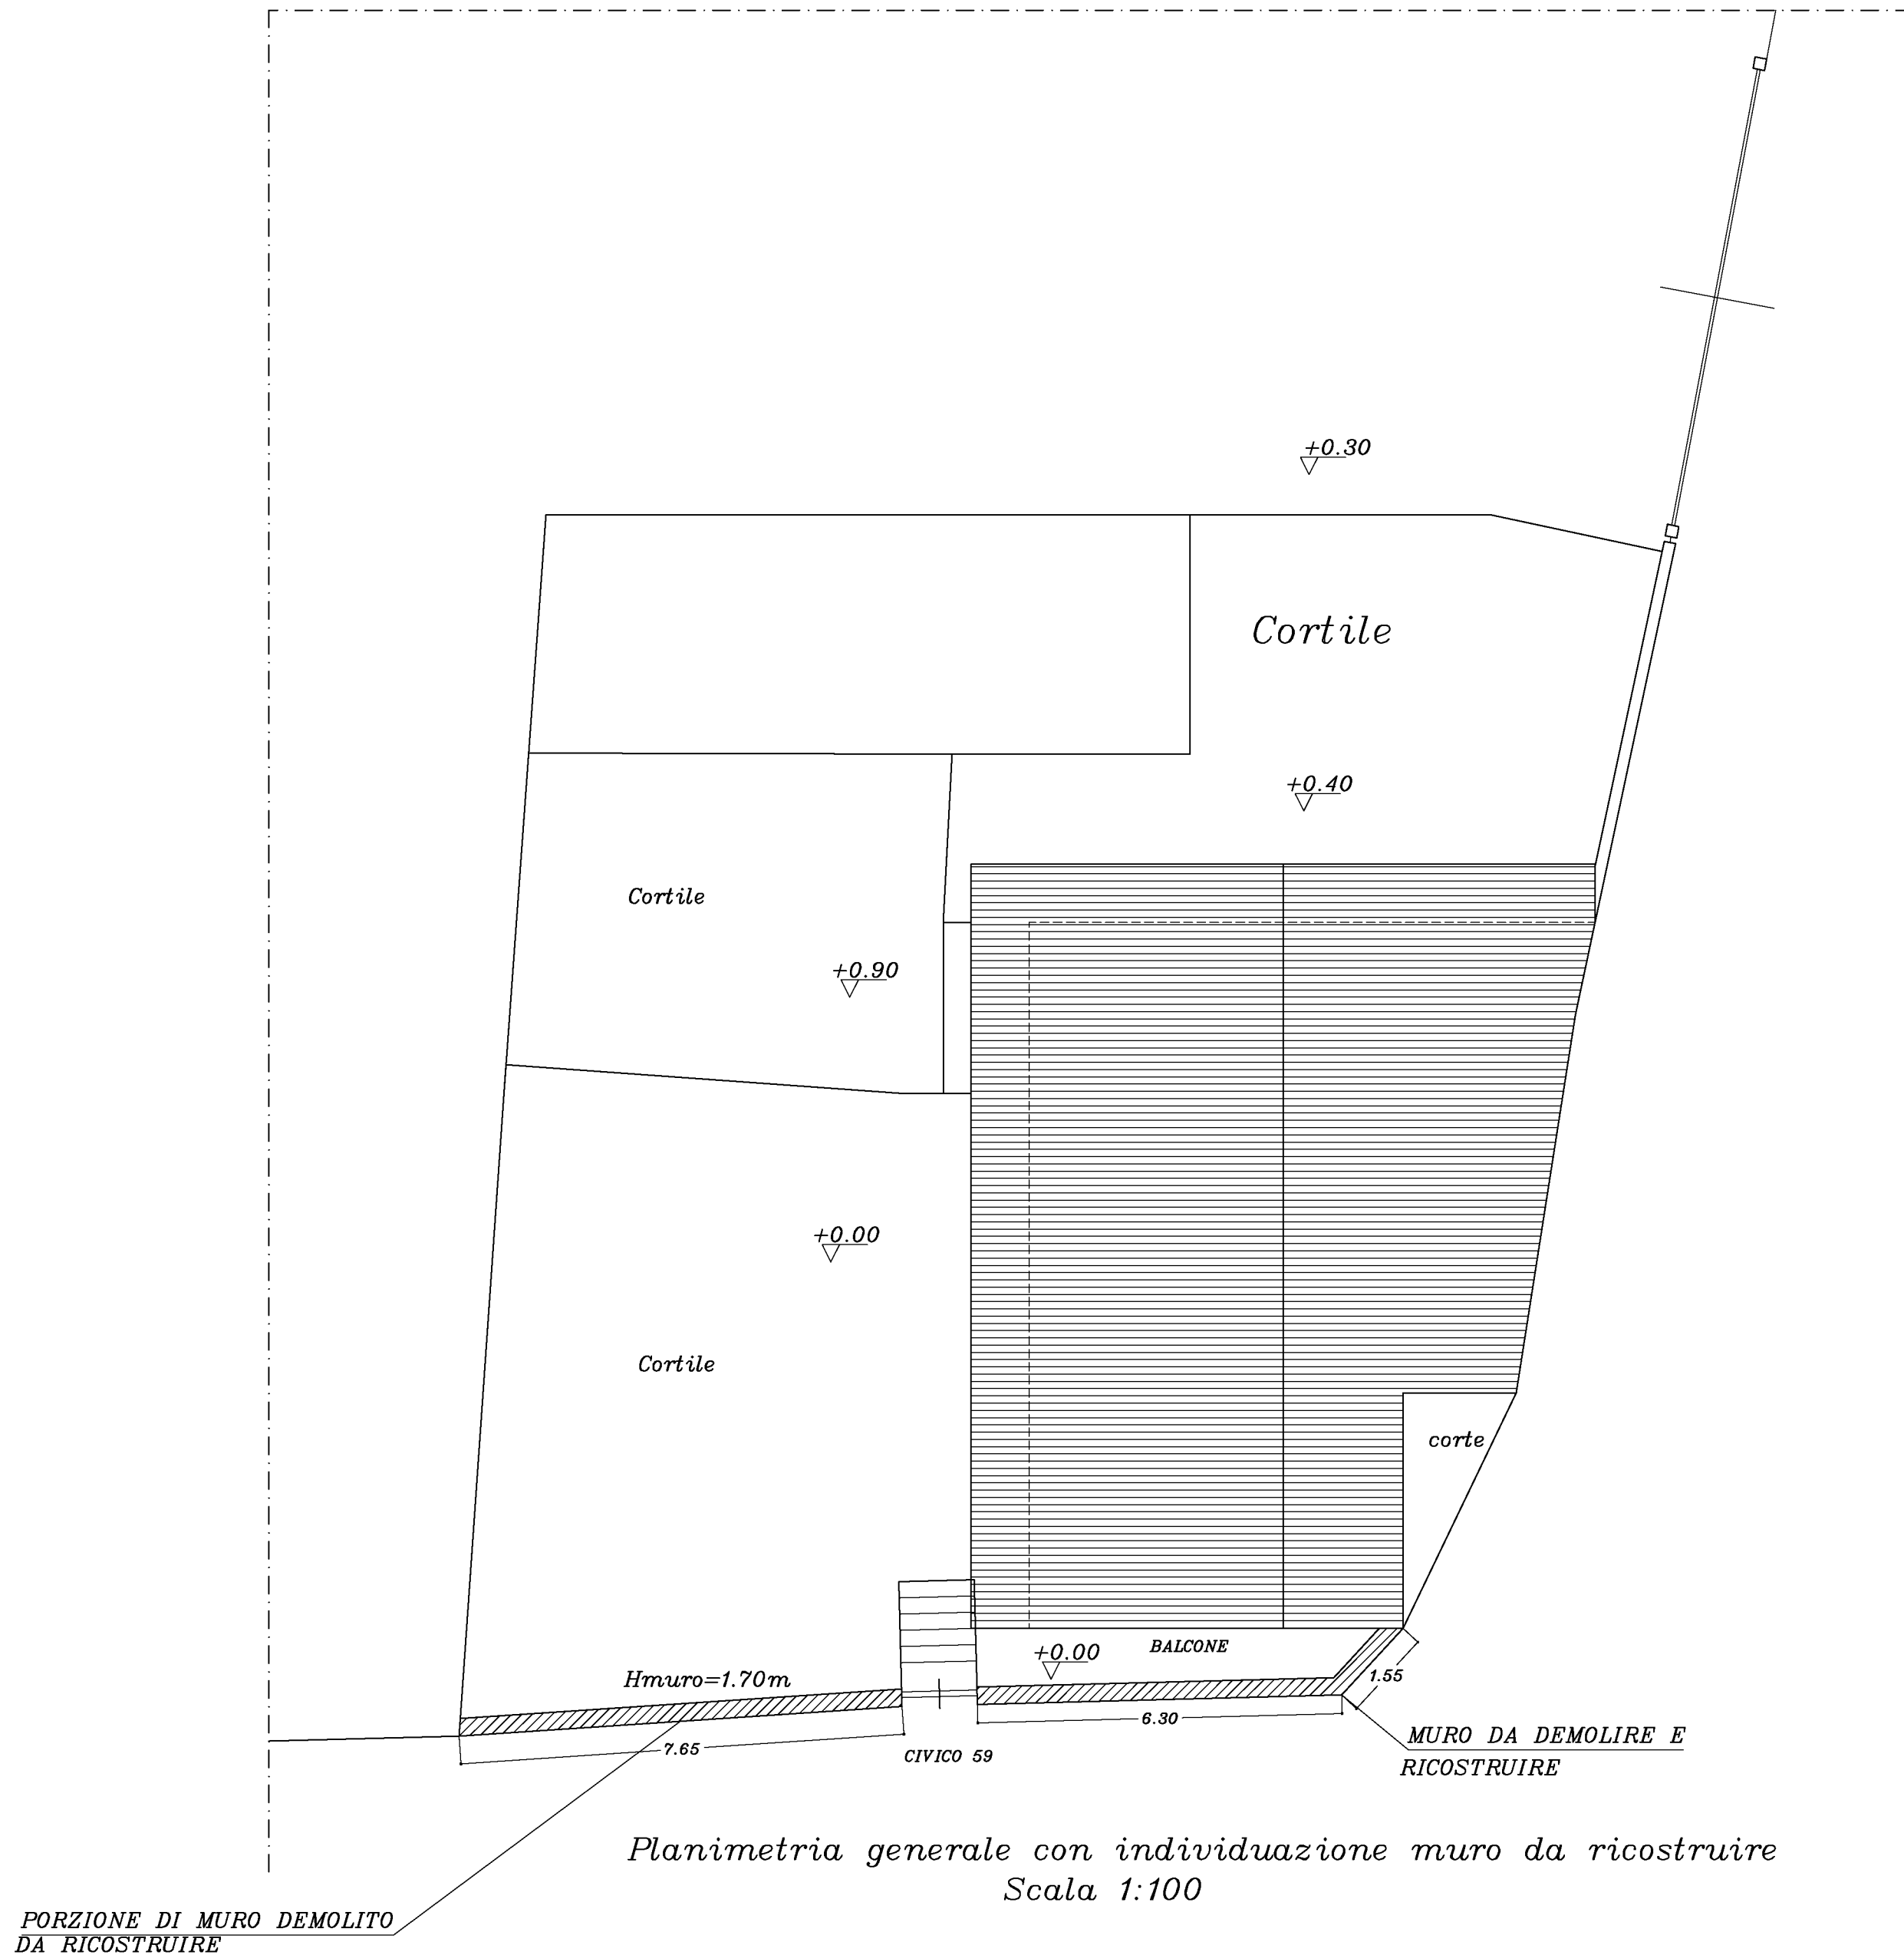 +0.30
Cortile
+0.40
Cortile
+0.90
+0.00
Cortile
corte
BALCONE
+0.00
Hmuro=1.70m
1.55
6.30
7.65
CIVICO 59
MURO DA DEMOLIRE E
RICOSTRUIRE
Planimetria generale con individuazione muro da ricostruire
Scala 1:100
PORZIONE DI MURO DEMOLITO
DA RICOSTRUIRE